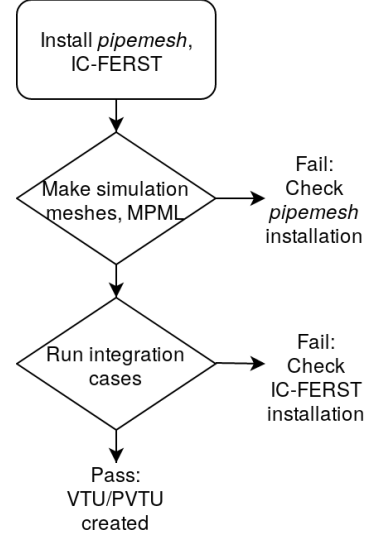 Install pipemesh,
IC-FERST
Make simulation
meshes, MPML
Fail:
Check
pipemesh
installation
Run integration
cases
Fail:
Check
IC-FERST
installation
Pass:
VTU/PVTU
created